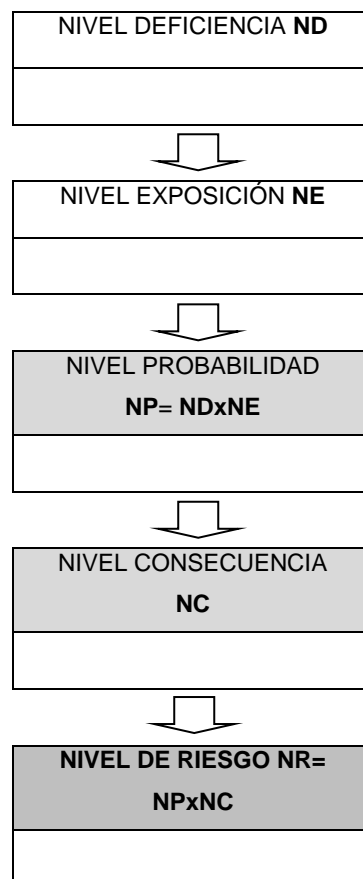 NIVEL DEFICIENCIA ND
NIVEL EXPOSICIÓN NE
NIVEL PROBABILIDAD
NP= NDxNE
NIVEL CONSECUENCIA
NC
NIVEL DE RIESGO NR=
NPxNC